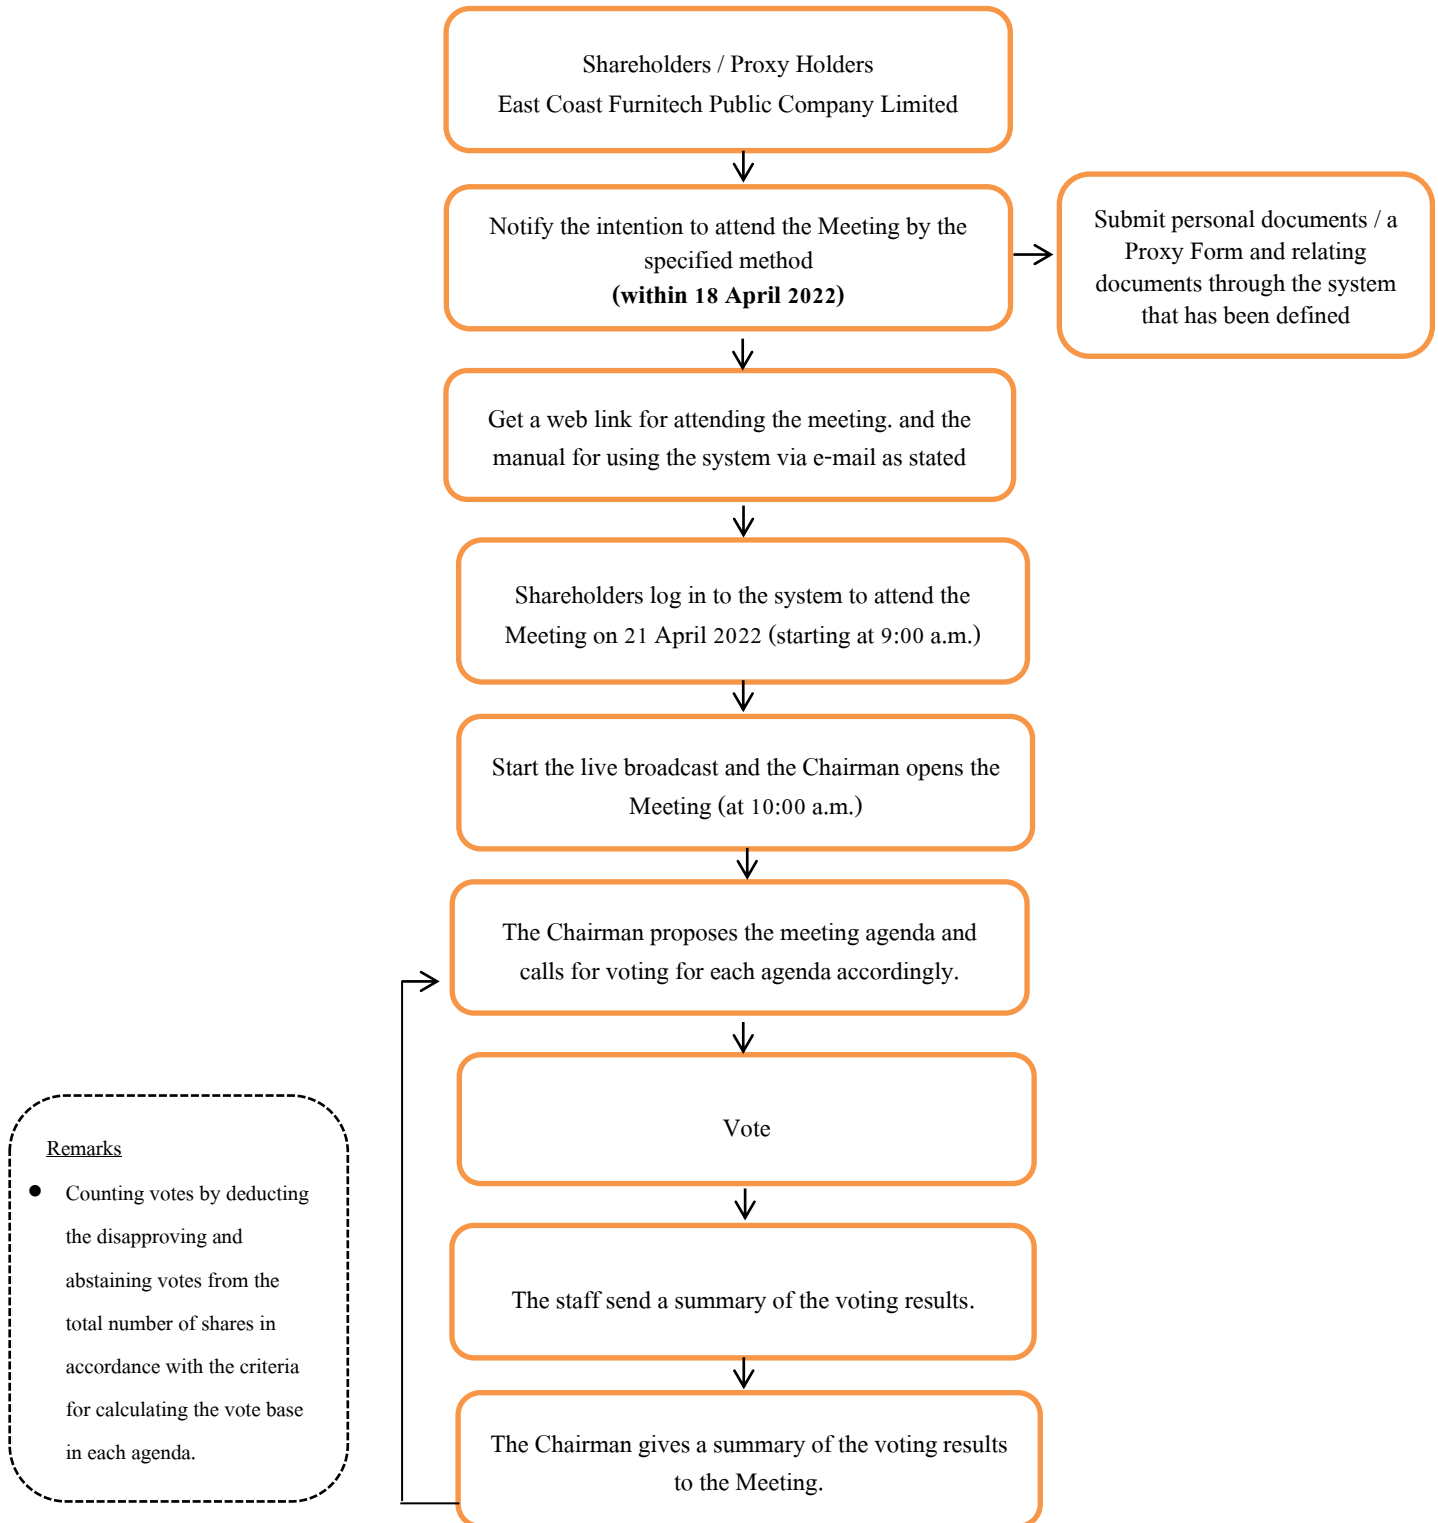 Shareholders / Proxy Holders
East Coast Furnitech Public Company Limited
Notify the intention to attend the Meeting by the
specified method
(within 18 April 2022)
Submit personal documents / a
Proxy Form and relating
documents through the system
that has been defined
Get a web link for attending the meeting. and the
manual for using the system via e-mail as stated
Shareholders log in to the system to attend the
Meeting on 21 April 2022 (starting at 9:00 a.m.)
Start the live broadcast and the Chairman opens the
Meeting (at 10:00 a.m.)
The Chairman proposes the meeting agenda and
calls for voting for each agenda accordingly.
Vote
The staff send a summary of the voting results.
The Chairman gives a summary of the voting results
to the Meeting.
Remarks
● Counting votes by deducting
the disapproving and
abstaining votes from the
total number of shares in
accordance with the criteria
for calculating the vote base
in each agenda.